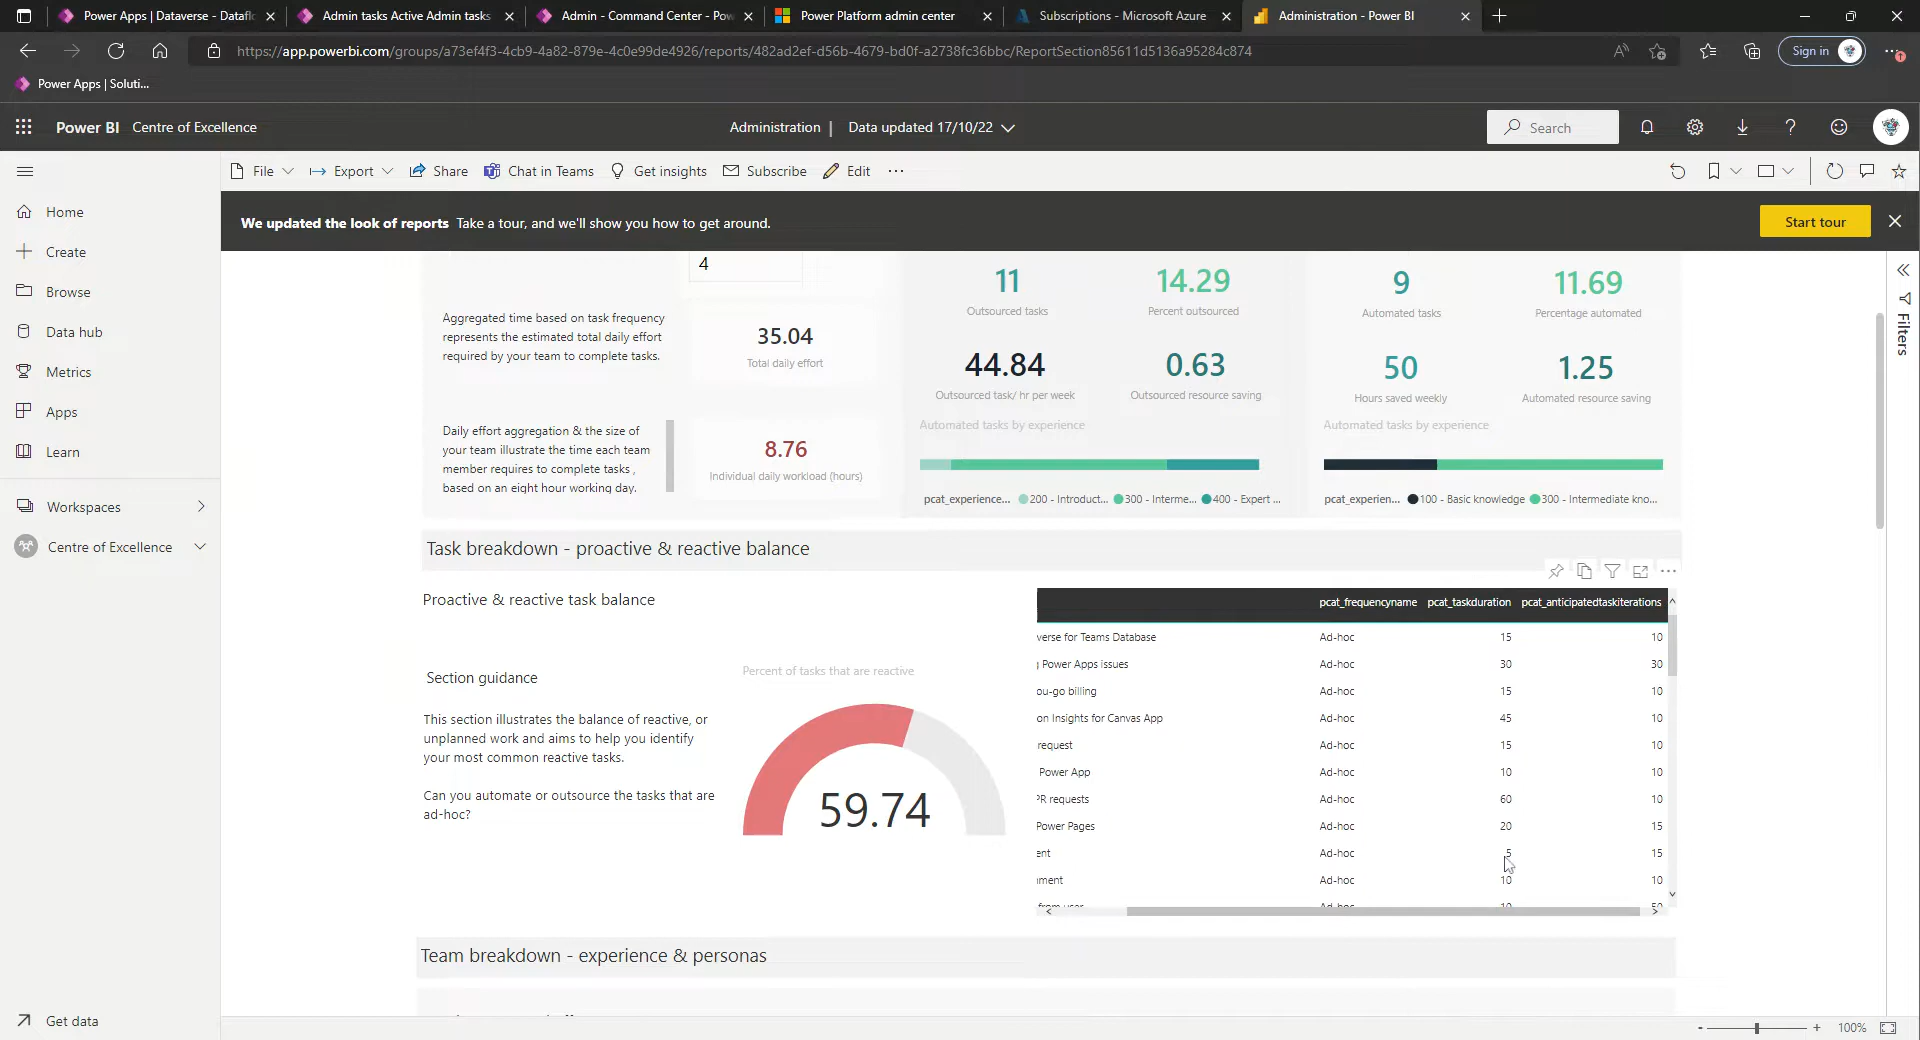 Power Apps | Dataverse - Datafl
Admin tasks Active Admin tasks
Admin - Command Center - Pow
Power Platform admin center
Subscriptions - Microsoft Azure
Administration - Power BI
https://app.powerbi.com/groups/a73ef4f3-4cb9-4a82-879e-4c0e99de4926/reports/482ad2ef-d56b-4679-bd0f-a2738fc36bbc/ReportSection85611d5136a95284c874
Sign in
Power Apps | Soluti...
Power BI Centre of Excellence
Administration | Data updated 17/10/22
Search
File Export Share Chat in Teams Get insights Subscribe Edit ...
We updated the look of reports Take a tour, and we'll show you how to get around.
Start tour
Home
Create
Browse
Data hub
Metrics
Apps
Learn
Workspaces
Centre of Excellence
Get data
4
Aggregated time based on task frequency
represents the estimated total daily effort
required by your team to complete tasks.
35.04
Total daily effort
Daily effort aggregation & the size of
your team illustrate the time each team
member requires to complete tasks ,
based on an eight hour working day.
8.76
Individual daily workload (hours)
11
Outsourced tasks
14.29
Percent outsourced
44.84
Outsourced task/ hr per week
0.63
Outsourced resource saving
Automated tasks by experience
pcat_experience... 200 - Introduct... 300 - Interme... 400 - Expert ...
9
Automated tasks
11.69
Percentage automated
50
Hours saved weekly
1.25
Automated resource saving
Automated tasks by experience
pcat_experien... 100 - Basic knowledge 300 - Intermediate kno...
Filters
Task breakdown - proactive & reactive balance
Proactive & reactive task balance
Section guidance
This section illustrates the balance of reactive, or
unplanned work and aims to help you identify
your most common reactive tasks.
Can you automate or outsource the tasks that are
ad-hoc?
Percent of tasks that are reactive
59.74
pcat_frequencyname pcat_taskduration pcat_anticipatedtaskiterations
verse for Teams Database Ad-hoc 15 10
Power Apps issues Ad-hoc 30 30
ou-go billing Ad-hoc 15 10
on Insights for Canvas App Ad-hoc 45 10
request Ad-hoc 15 10
Power App Ad-hoc 10 10
PR requests Ad-hoc 60 10
Power Pages Ad-hoc 20 15
ent Ad-hoc 5 15
ment Ad-hoc 10 10
from user Ad-hoc 10 50
Team breakdown - experience & personas
100%